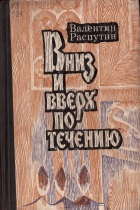 Валентин
Распутин
Вниз
и
вверх
по
течению